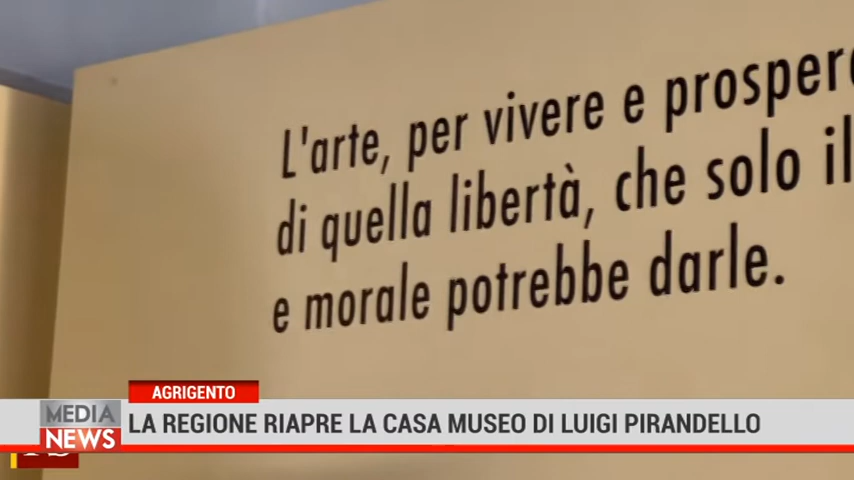 L'arte, per vivere e prosper
di quella libertà, che solo il
e morale potrebbe darle.
AGRIGENTO
MEDIA
NEWS
LA REGIONE RIAPRE LA CASA MUSEO DI LUIGI PIRANDELLO